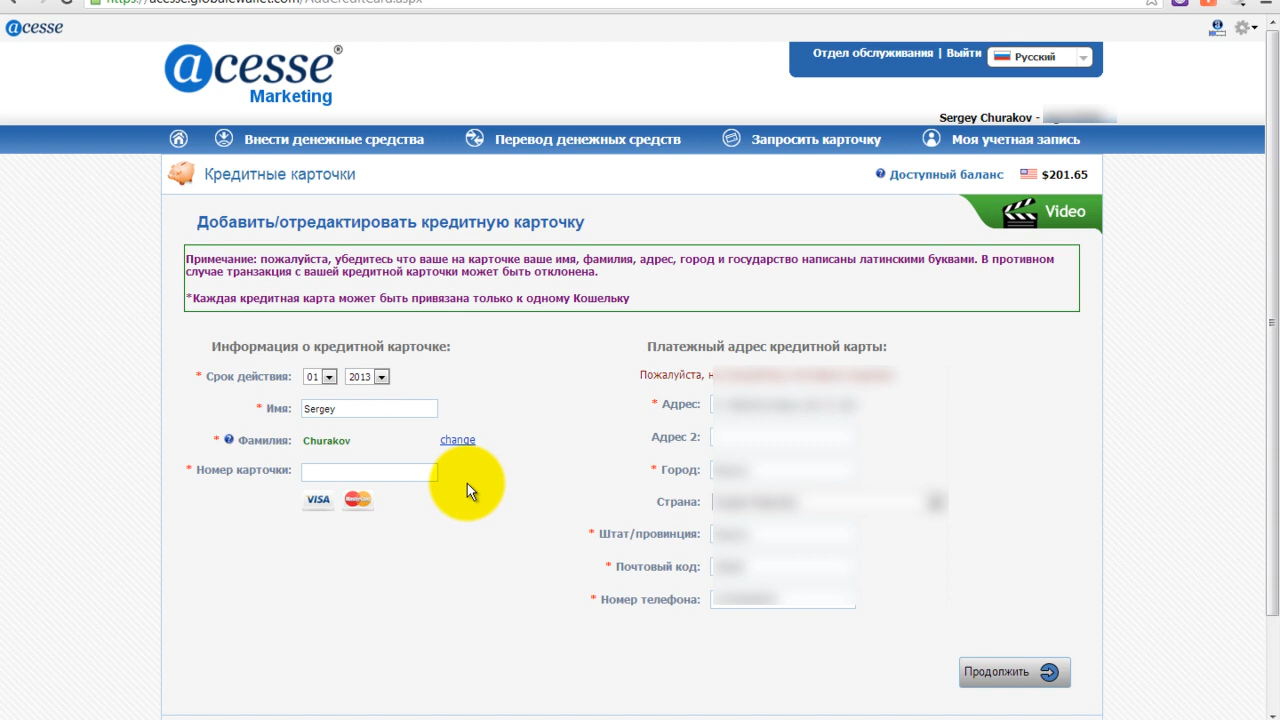 acesse
acesse®
Marketing
Отдел обслуживания | Выйти
Русский
Sergey Churakov -
Внести денежные средства
Перевод денежных средств
Запросить карточку
Моя учетная запись
Кредитные карточки
Доступный баланс
$201.65
Video
Добавить/отредактировать кредитную карточку
Примечание: пожалуйста, убедитесь что ваше на карточке ваше имя, фамилия, адрес, город и государство написаны латинскими буквами. В противном
случае транзакция с вашей кредитной карточки может быть отклонена.
*Каждая кредитная карта может быть привязана только к одному Кошельку
Информация о кредитной карточке:
* Срок действия: 01 2013
* Имя: Sergey
* Фамилия: Churakov change
* Номер карточки:
VISA MasterCard
Платежный адрес кредитной карты:
Пожалуйста,
* Адрес:
Адрес 2:
* Город:
Страна:
* Штат/провинция:
* Почтовый код:
* Номер телефона:
Продолжить